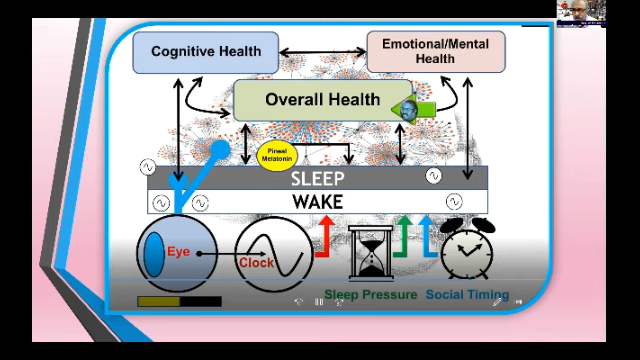 Cognitive Health
Emotional/Mental
Health
Overall Health
Pineal
Melatonin
SLEEP
WAKE
Eye
Clock
Sleep Pressure
Social Timing